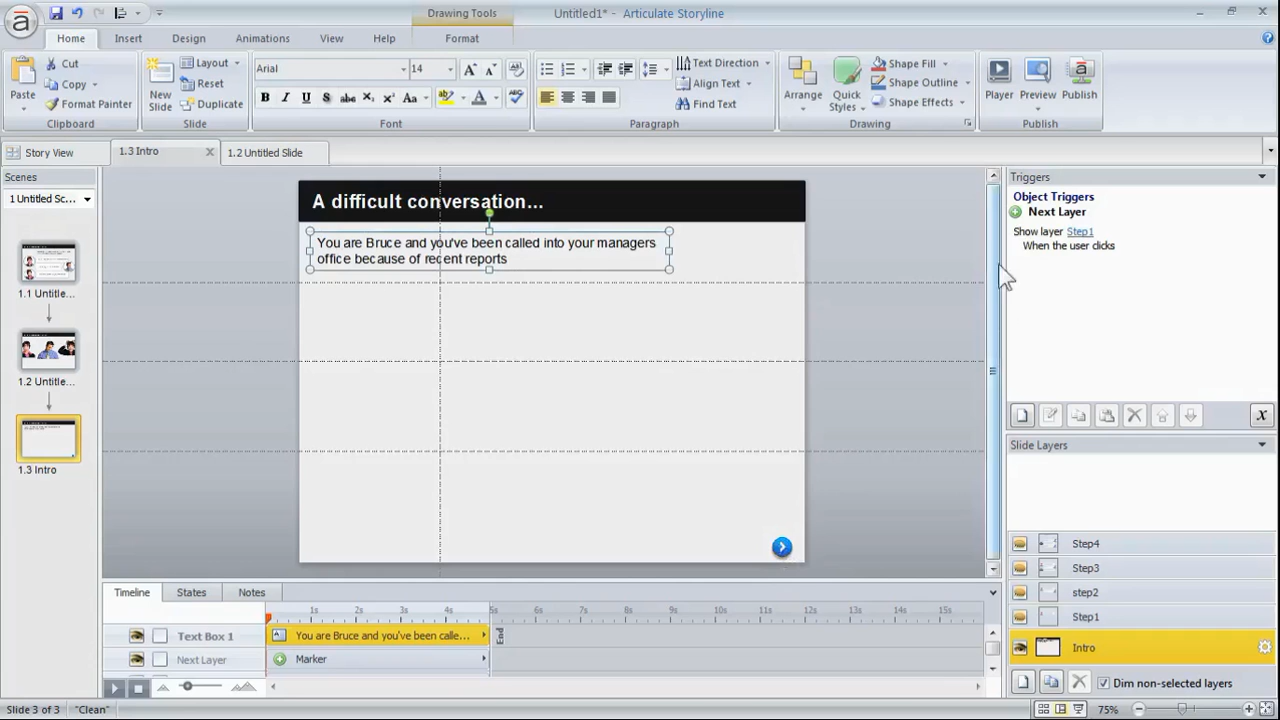 Drawing Tools
Untitled1* - Articulate Storyline
Home
Insert
Design
Animations
View
Help
Format
Paste
Cut
Copy
Format Painter
Clipboard
New Slide
Layout
Reset
Duplicate
Slide
Arial
14
B I U S abc X₂ X² Aa
Font
Text Direction
Align Text
Find Text
Paragraph
Arrange
Quick Styles
Shape Fill
Shape Outline
Shape Effects
Drawing
Player
Preview
Publish
Publish
Story View
1.3 Intro
1.2 Untitled Slide
Scenes
1 Untitled Sc...
1.1 Untitle...
1.2 Untitle...
1.3 Intro
A difficult conversation...
You are Bruce and you've been called into your managers
office because of recent reports
Triggers
Object Triggers
Next Layer
Show layer Step1
When the user clicks
Slide Layers
Step4
Step3
step2
Step1
Intro
Dim non-selected layers
Timeline
States
Notes
1s 2s 3s 4s 5s 6s 7s 8s 9s 10s 11s 12s 13s 14s 15s
Text Box 1
You are Bruce and you've been calle...
End
Next Layer
Marker
Slide 3 of 3
"Clean"
75%